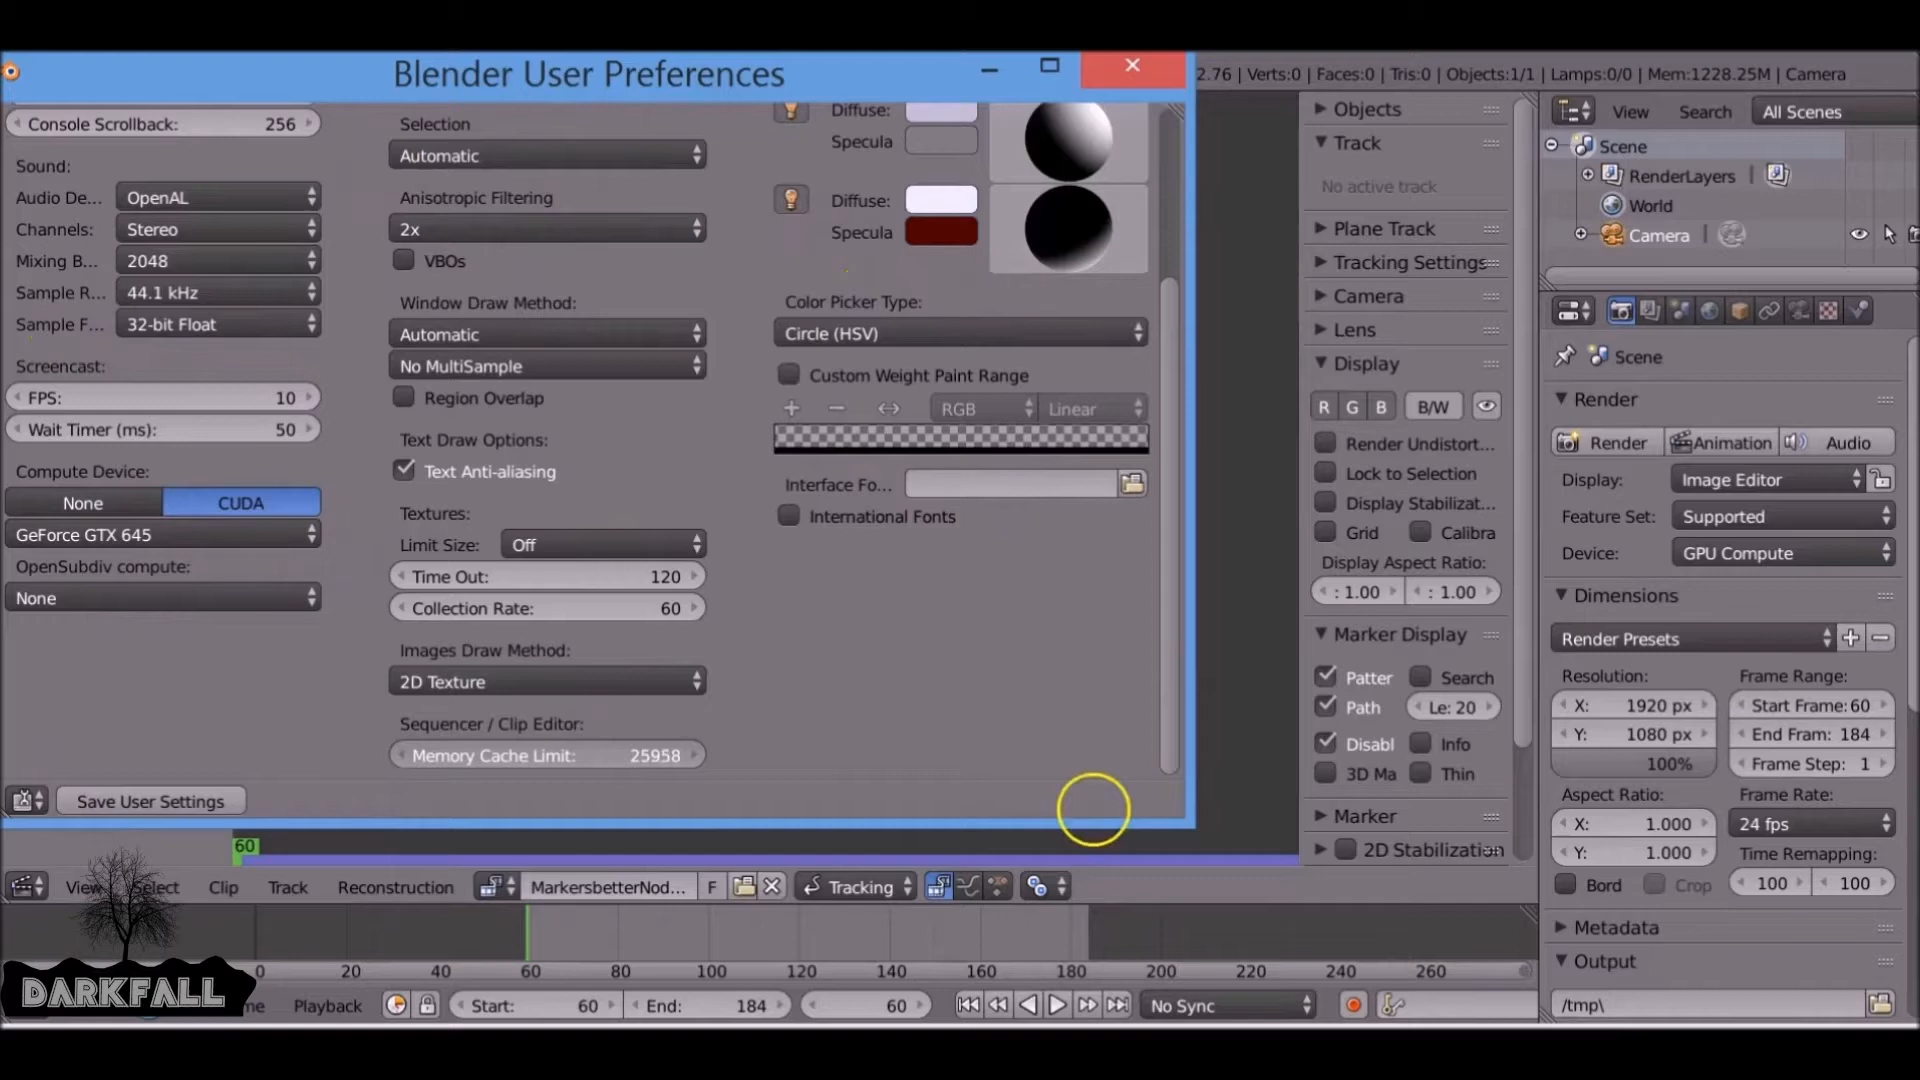 Blender User Preferences
2.76 | Verts:0 | Faces:0 | Tris:0 | Objects:1/1 | Lamps:0/0 | Mem:1228.25M | Camera
Console Scrollback: 256
Sound:
Audio De... OpenAL
Channels: Stereo
Mixing B... 2048
Sample R... 44.1 kHz
Sample F... 32-bit Float
Screencast:
FPS: 10
Wait Timer (ms): 50
Compute Device:
None CUDA
GeForce GTX 645
OpenSubdiv compute:
None
Save User Settings
Selection
Automatic
Anisotropic Filtering
2x
VBOs
Window Draw Method:
Automatic
No MultiSample
Region Overlap
Text Draw Options:
Text Anti-aliasing
Textures:
Limit Size: Off
Time Out: 120
Collection Rate: 60
Images Draw Method:
2D Texture
Sequencer / Clip Editor:
Memory Cache Limit: 25958
Diffuse:
Specula
Diffuse:
Specula
Color Picker Type:
Circle (HSV)
Custom Weight Paint Range
RGB Linear
Interface Fo...
International Fonts
Objects
Track
No active track
Plane Track
Tracking Settings
Camera
Lens
Display
R G B B/W
Render Undistort...
Lock to Selection
Display Stabilizat...
Grid Calibra
Display Aspect Ratio:
: 1.00 : 1.00
Marker Display
Patter Search
Path Le: 20
Disabl Info
3D Ma Thin
Marker
2D Stabilization
View Search All Scenes
Scene
RenderLayers |
World
Camera |
Scene
Render
Render Animation Audio
Display: Image Editor
Feature Set: Supported
Device: GPU Compute
Dimensions
Render Presets
Resolution: Frame Range:
X: 1920 px Start Frame: 60
Y: 1080 px End Fram: 184
100% Frame Step: 1
Aspect Ratio: Frame Rate:
X: 1.000 24 fps
Y: 1.000 Time Remapping:
Bord Crop 100 100
Metadata
Output
/tmp\
60
View Select Clip Track Reconstruction MarkersbetterNod... F Tracking
0 20 40 60 80 100 120 140 160 180 200 220 240 260
DARKFALL
me Playback Start: 60 End: 184 60 No Sync